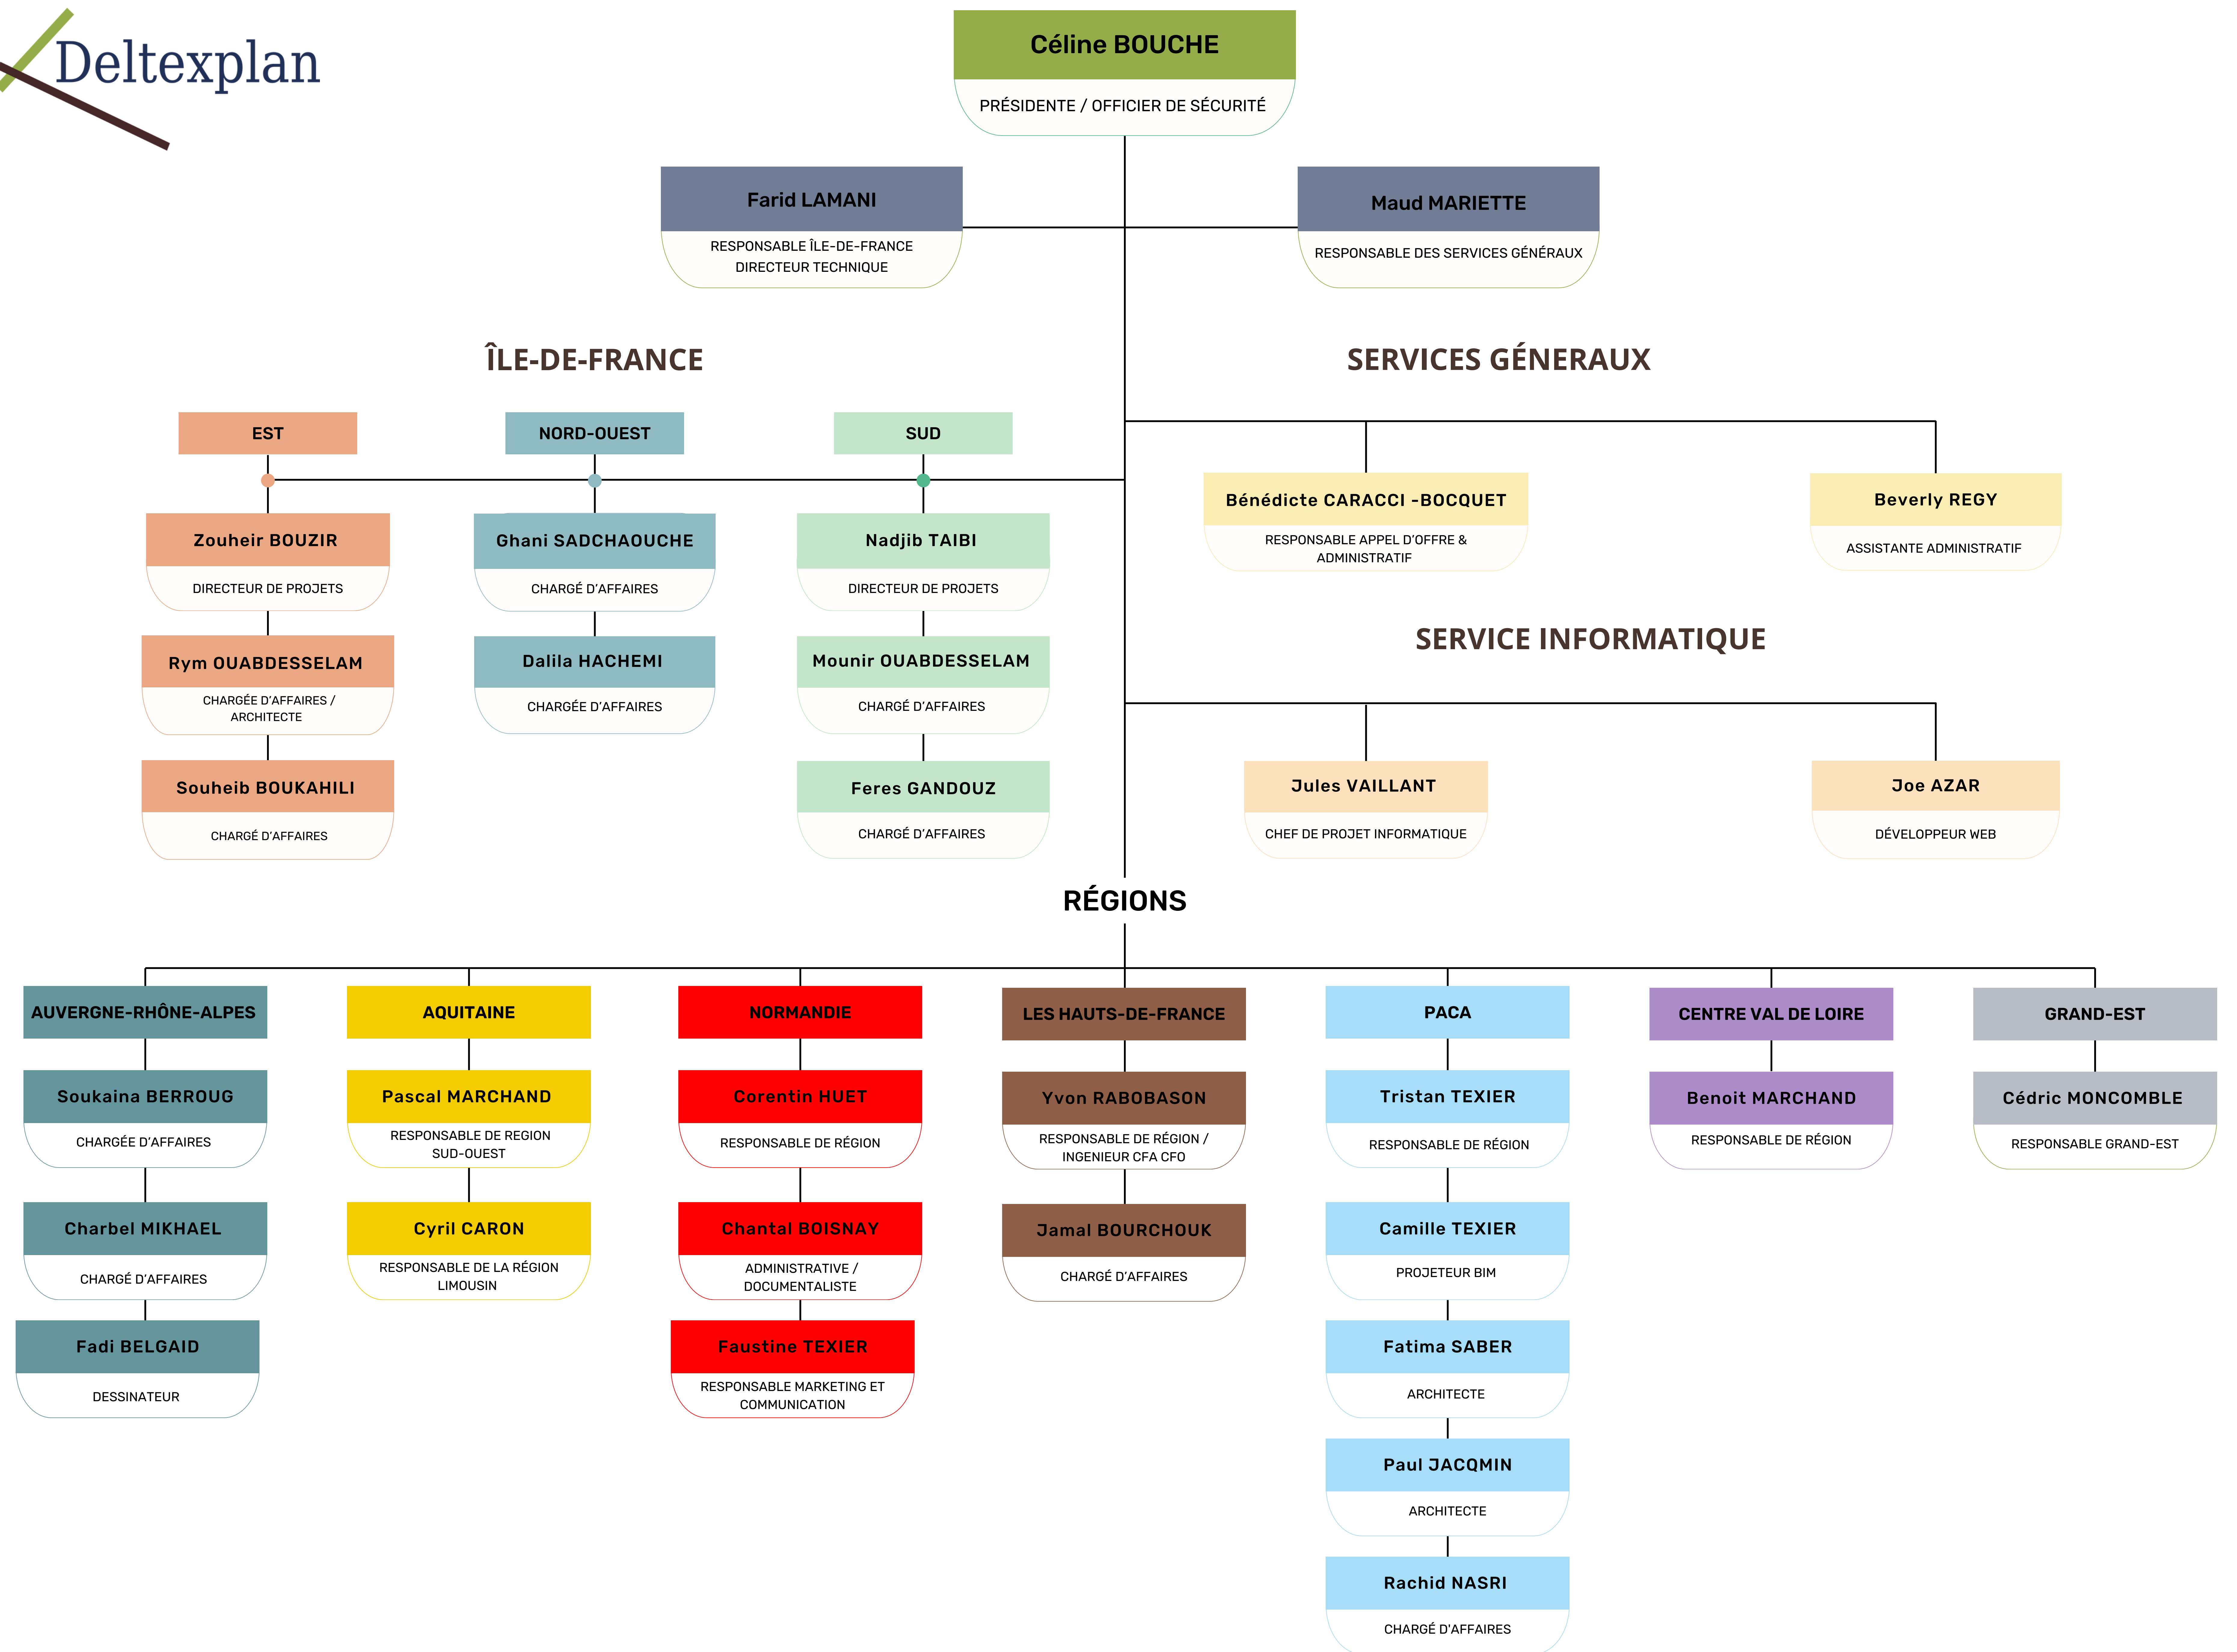 Deltexplan
Céline BOUCHE
PRÉSIDENTE / OFFICIER DE SÉCURITÉ
Farid LAMANI
RESPONSABLE ÎLE-DE-FRANCE
DIRECTEUR TECHNIQUE
Maud MARIETTE
RESPONSABLE DES SERVICES GÉNÉRAUX
ÎLE-DE-FRANCE
EST
NORD-OUEST
SUD
Zouheir BOUZIR
DIRECTEUR DE PROJETS
Ghani SADCHAOUCHE
CHARGÉ D'AFFAIRES
Nadjib TAIBI
DIRECTEUR DE PROJETS
Rym OUABDESSELAM
CHARGÉE D'AFFAIRES /
ARCHITECTE
Dalila HACHEMI
CHARGÉE D'AFFAIRES
Mounir OUABDESSELAM
CHARGÉ D'AFFAIRES
Souheib BOUKAHILI
CHARGÉ D'AFFAIRES
Feres GANDOUZ
CHARGÉ D'AFFAIRES
SERVICES GÉNERAUX
Bénédicte CARACCI -BOCQUET
RESPONSABLE APPEL D'OFFRE &
ADMINISTRATIF
Beverly REGY
ASSISTANTE ADMINISTRATIF
SERVICE INFORMATIQUE
Jules VAILLANT
CHEF DE PROJET INFORMATIQUE
Joe AZAR
DÉVELOPPEUR WEB
RÉGIONS
AUVERGNE-RHÔNE-ALPES
Soukaina BERROUG
CHARGÉE D'AFFAIRES
Charbel MIKHAEL
CHARGÉ D'AFFAIRES
Fadi BELGAID
DESSINATEUR
AQUITAINE
Pascal MARCHAND
RESPONSABLE DE REGION
SUD-OUEST
Cyril CARON
RESPONSABLE DE LA RÉGION
LIMOUSIN
NORMANDIE
Corentin HUET
RESPONSABLE DE RÉGION
Chantal BOISNAY
ADMINISTRATIVE /
DOCUMENTALISTE
Faustine TEXIER
RESPONSABLE MARKETING ET
COMMUNICATION
LES HAUTS-DE-FRANCE
Yvon RABOBASON
RESPONSABLE DE RÉGION /
INGENIEUR CFA CFO
Jamal BOURCHOUK
CHARGÉ D'AFFAIRES
PACA
Tristan TEXIER
RESPONSABLE DE RÉGION
Camille TEXIER
PROJETEUR BIM
Fatima SABER
ARCHITECTE
Paul JACQMIN
ARCHITECTE
Rachid NASRI
CHARGÉ D'AFFAIRES
CENTRE VAL DE LOIRE
Benoit MARCHAND
RESPONSABLE DE RÉGION
GRAND-EST
Cédric MONCOMBLE
RESPONSABLE GRAND-EST